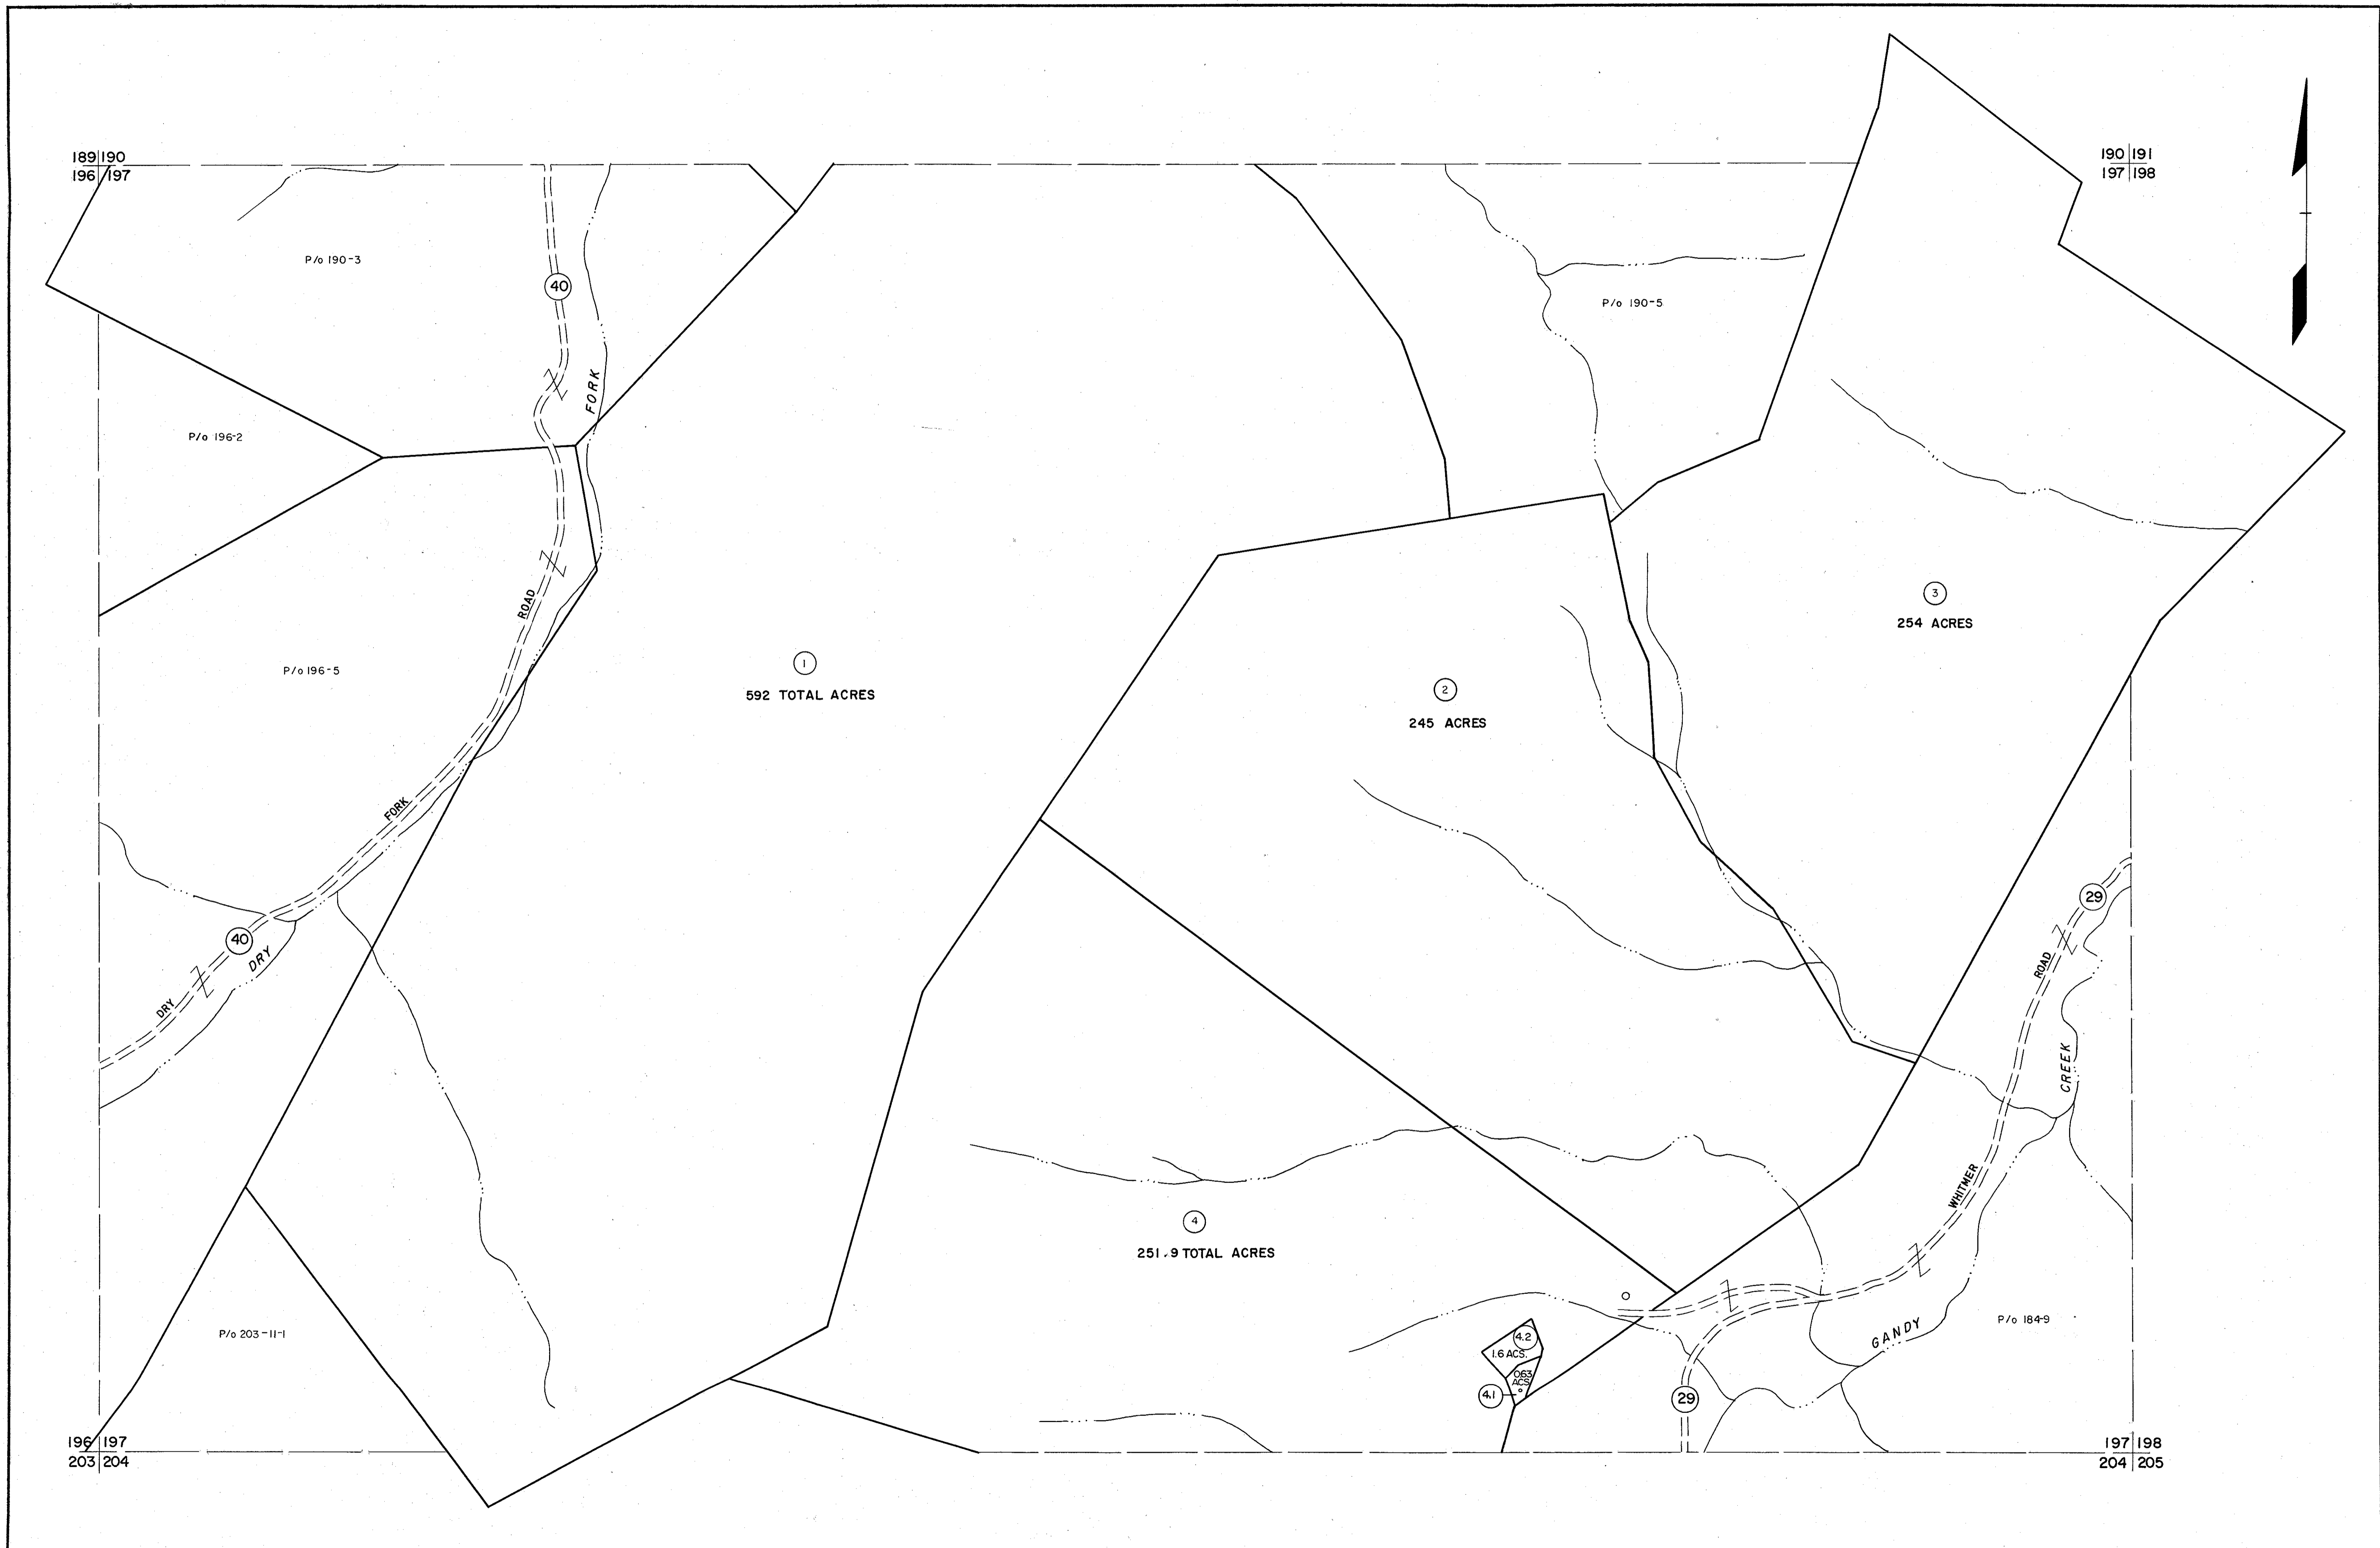 189 190
196 197
190 191
197 198
P/o 190-3
40
P/o 190-5
FORK
P/o 196-2
3
254 ACRES
ROAD
1
592 TOTAL ACRES
P/o 196-5
2
245 ACRES
FORK
29
40
DRY
ROAD
DRY
CREEK
WHITMER
4
251.9 TOTAL ACRES
P/o 203-11-1
GANDY
P/o 184-9
4.2
1.6 ACS.
.063
ACS
4.1
29
196 197
203 204
197 198
204 205